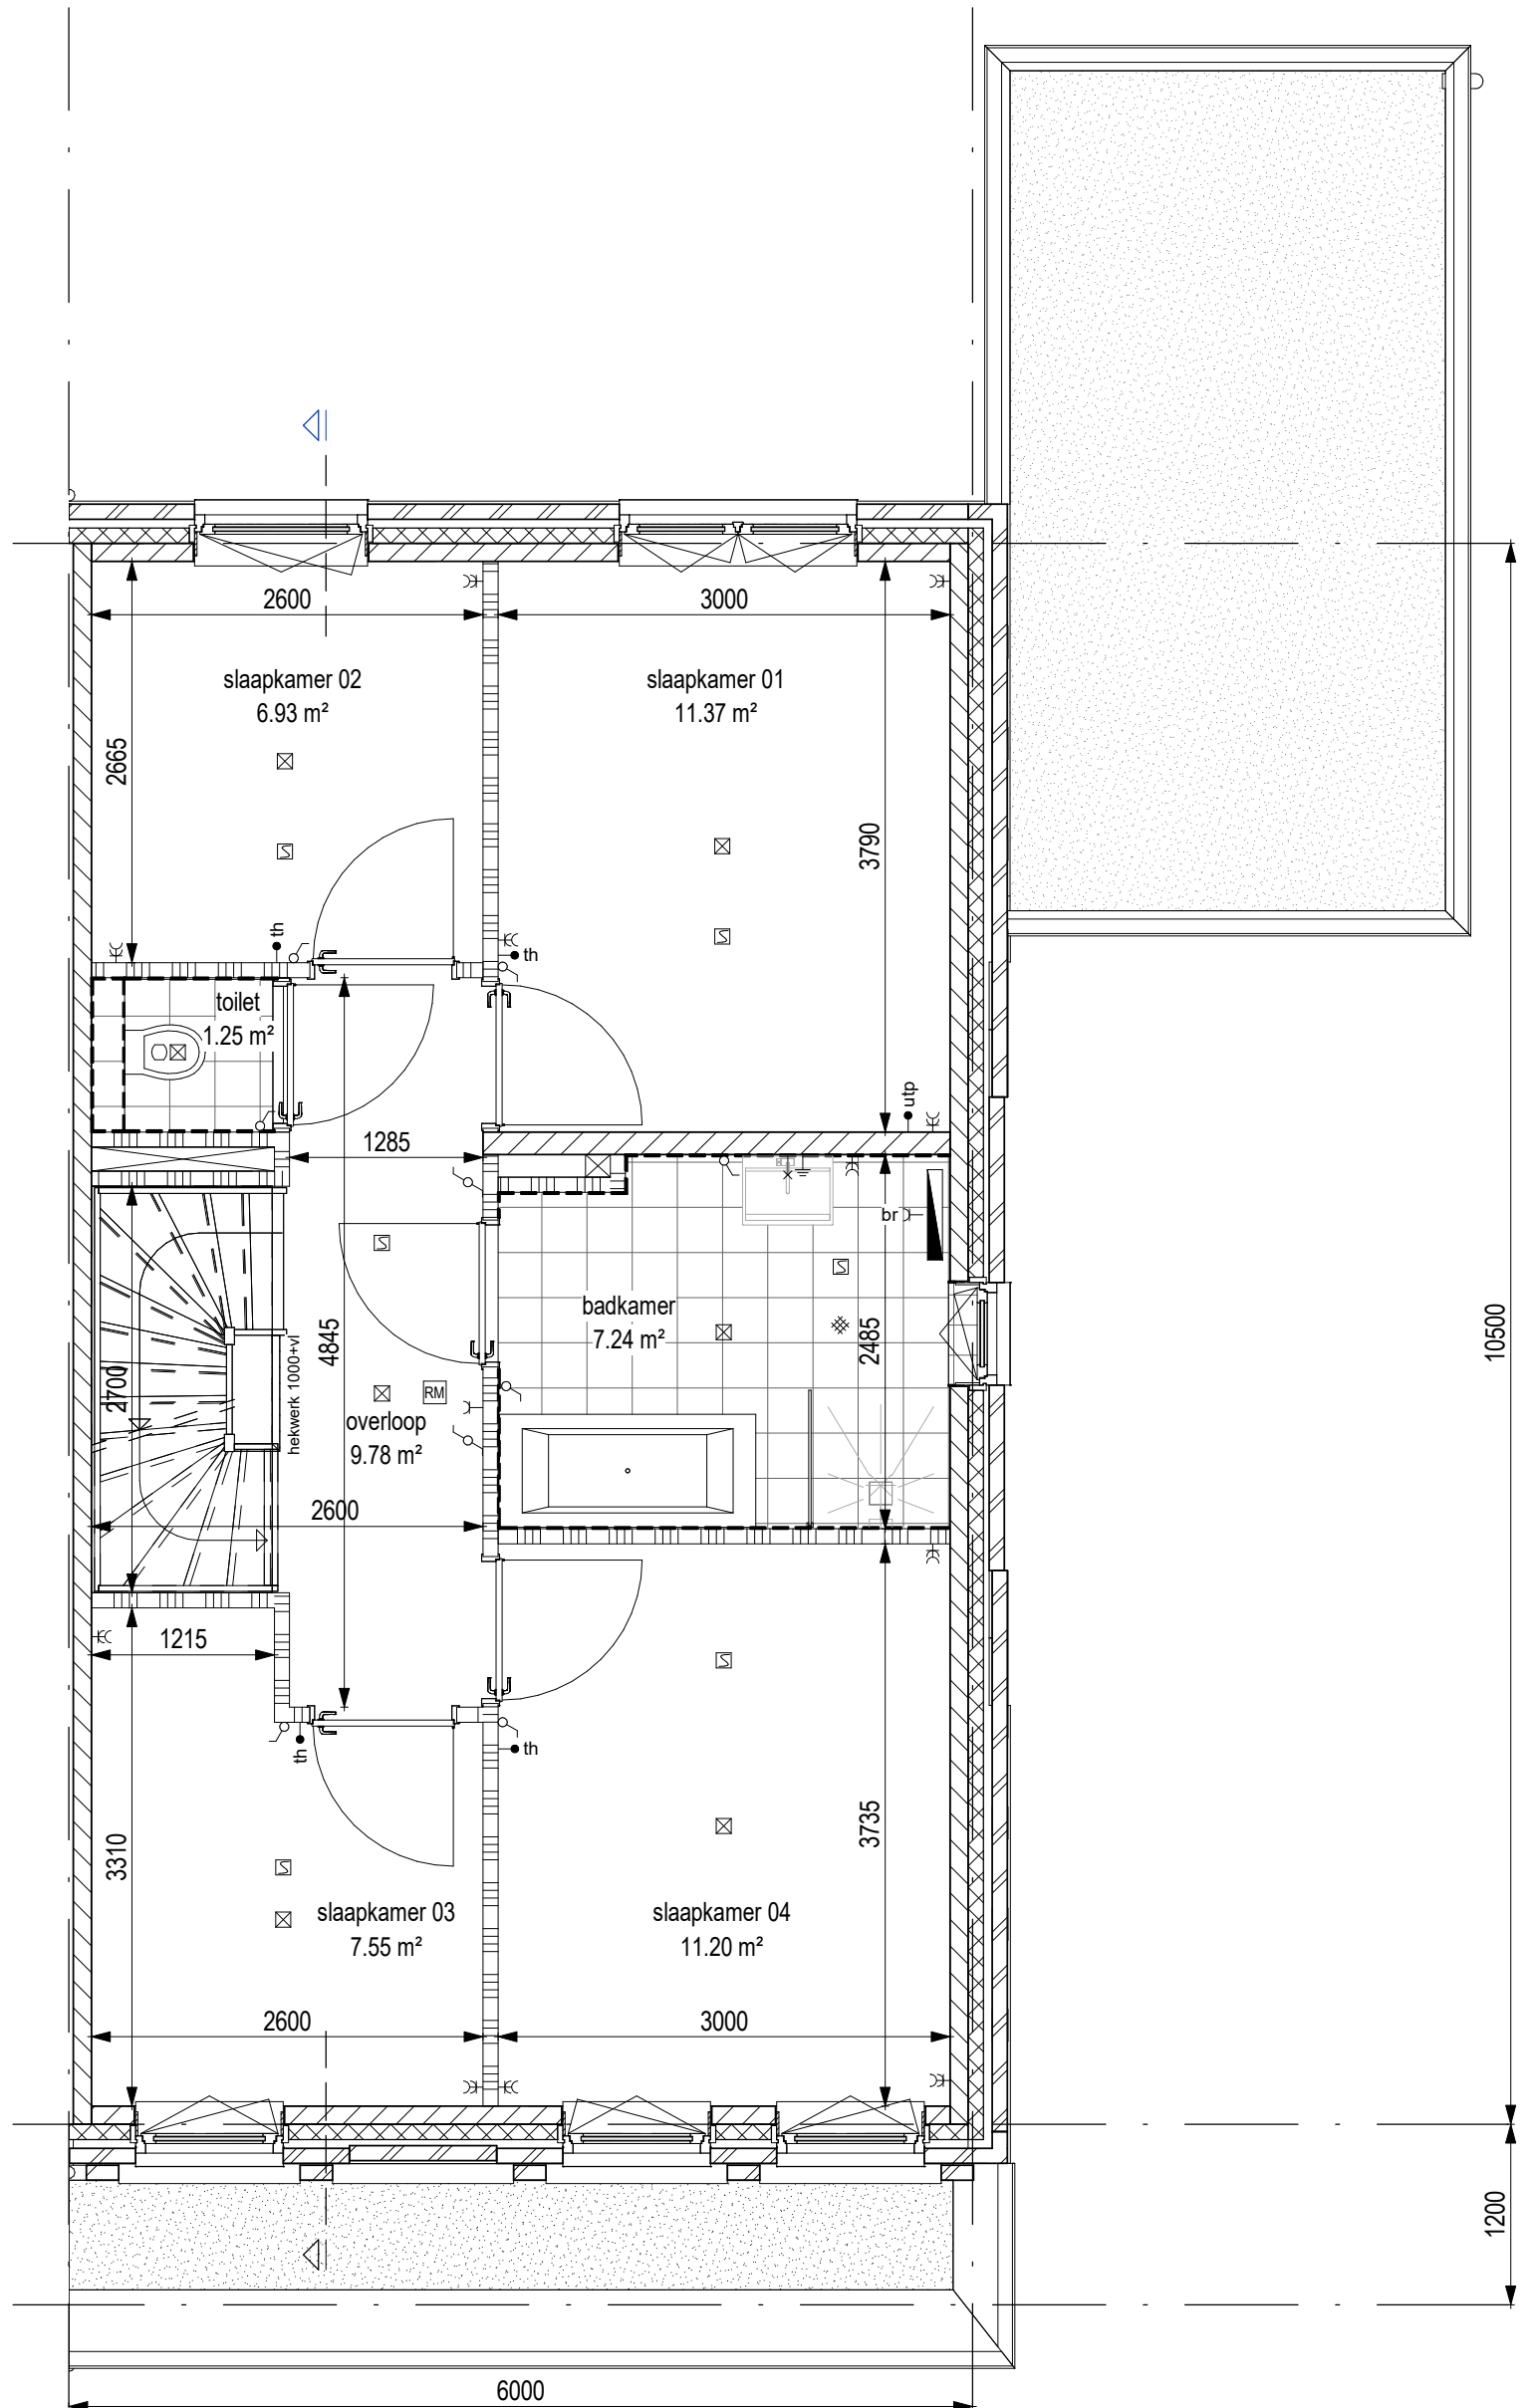 2600
3000
slaapkamer 02
6.93 m²
slaapkamer 01
11.37 m²
2665
3790
th
th
toilet
1.25 m²
utp
1285
br
badkamer
7.24 m²
2485
10500
4845
hekwerk 1000+vl
2700
RM
overloop
9.78 m²
2600
1215
th
th
3310
3735
slaapkamer 03
7.55 m²
slaapkamer 04
11.20 m²
2600
3000
1200
6000